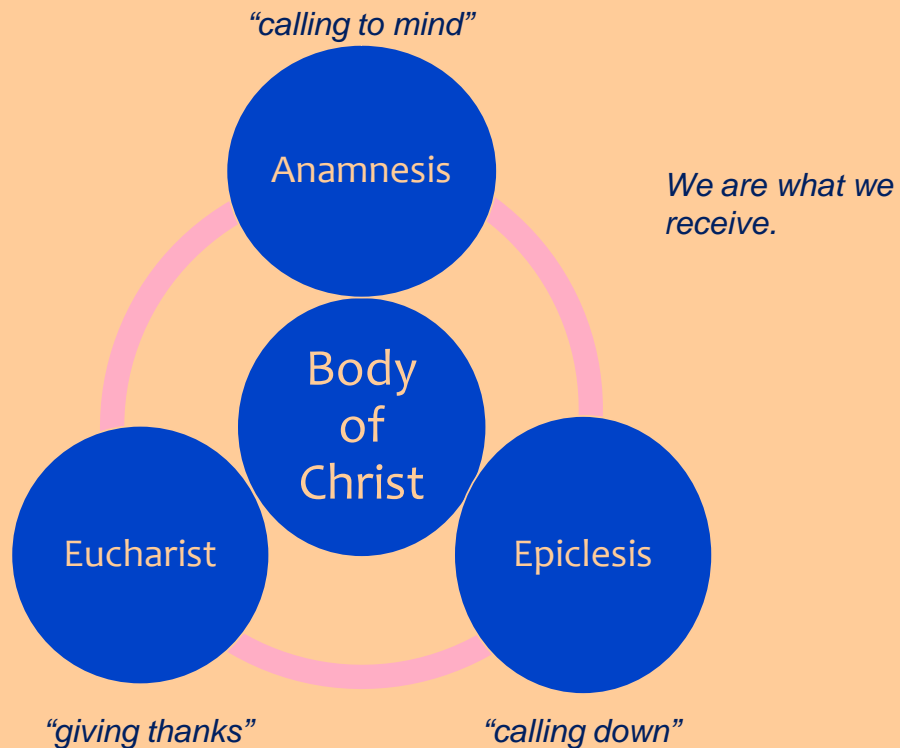 “calling to mind”
Anamnesis
We are what we
receive.
Body
of
Christ
Eucharist
Epiclesis
“giving thanks”
“calling down”